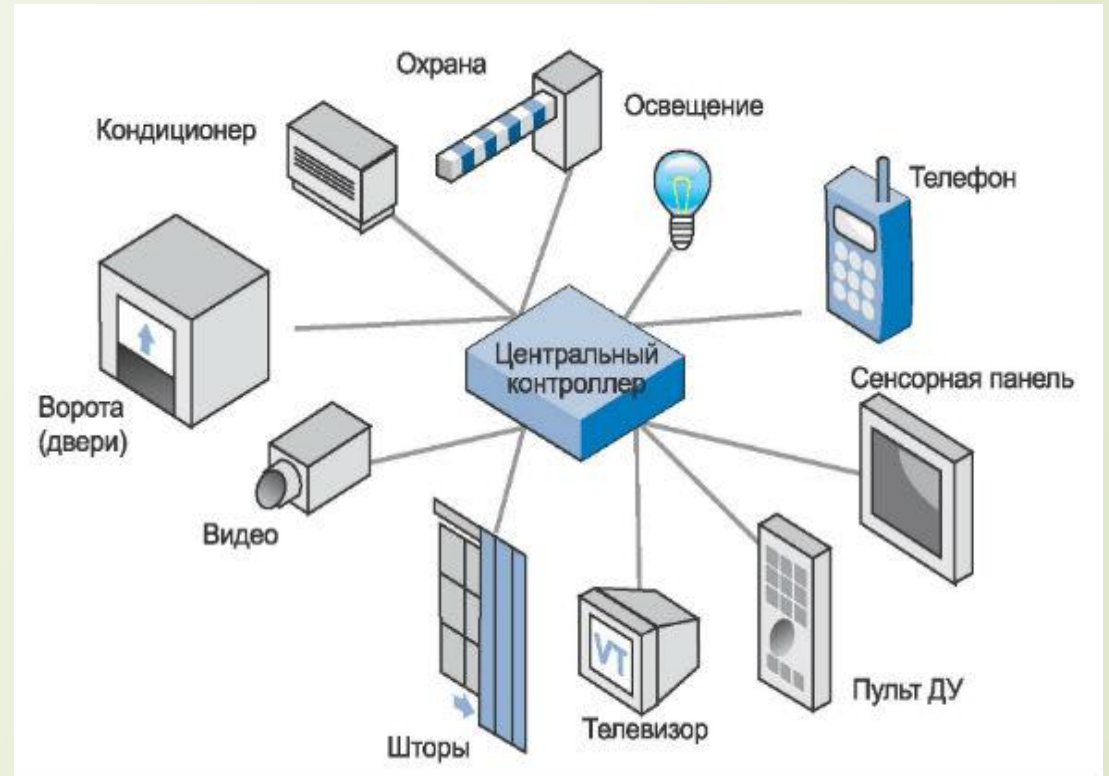 Охрана
Освещение
Кондиционер
Телефон
Центральный
контроллер
Сенсорная панель
Ворота
(двери)
Видео
VT
Пульт ДУ
Телевизор
Шторы